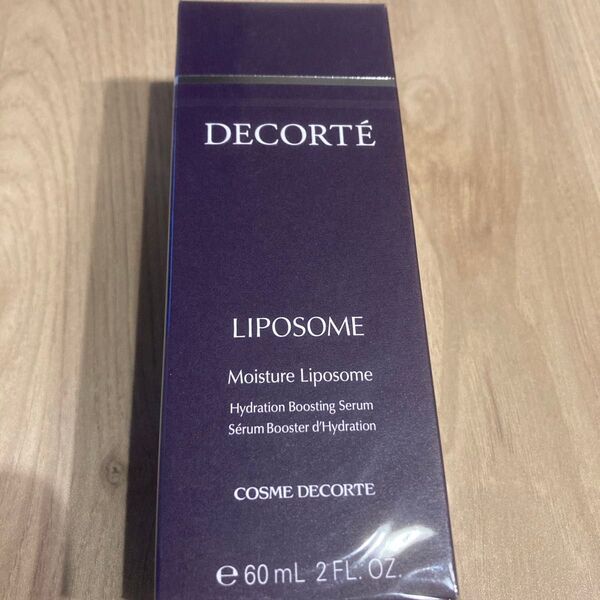 DECORTÉ
LIPOSOME
Moisture Liposome
Hydration Boosting Serum
Sérum Booster d'Hydration
COSME DECORTE
℮ 60 mL 2 FL. OZ.